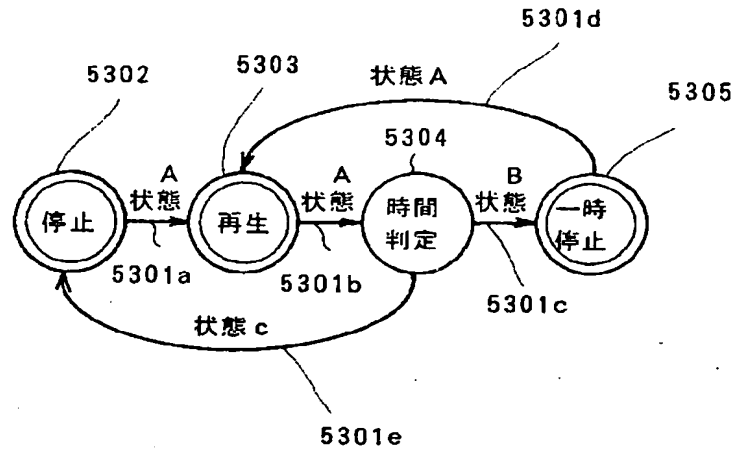 5301d
5302
5303
状態A
5305
5304
A
状態
A
状態
B
状態
停止
再生
時間
判定
一時
停止
5301a
5301b
5301c
状態c
5301e